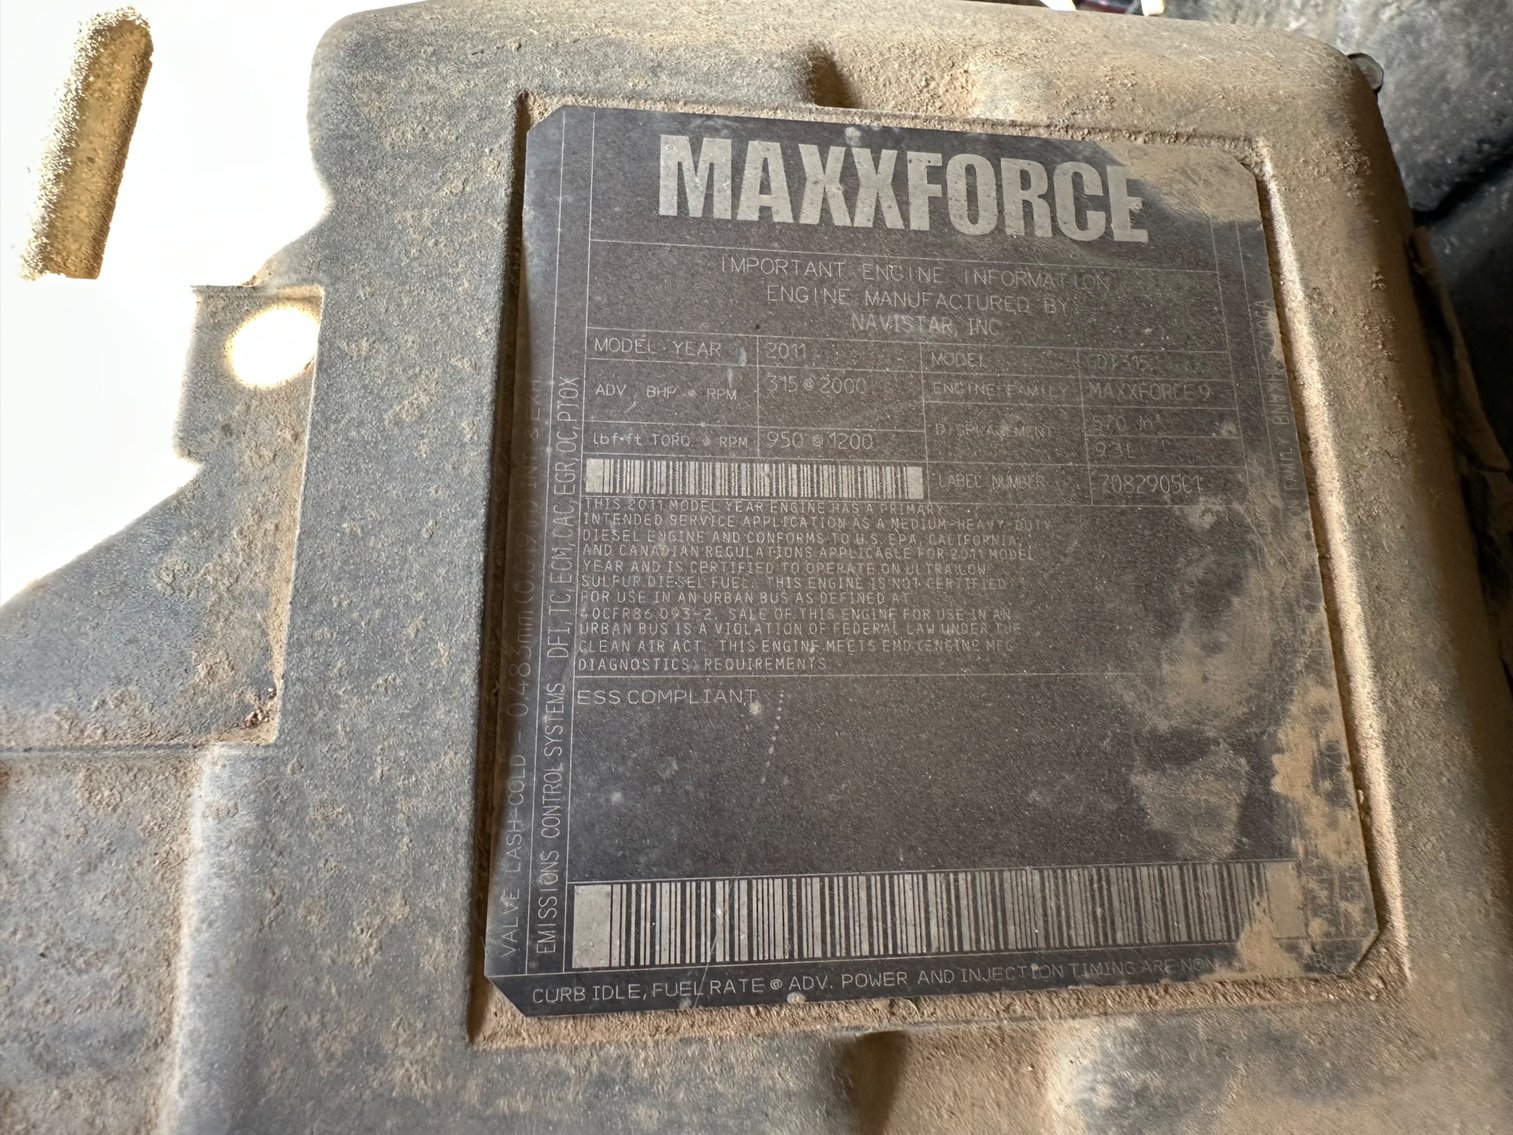 MAXXFORCE
IMPORTANT ENGINE INFORMATION
ENGINE MANUFACTURED BY:
NAVISTAR, INC
MODEL YEAR 2011 MODEL
ADV. BHP @ RPM 315 @ 2000 ENGINE FAMILY MAXXFORCE 9
lbf-ft TORQ. @ RPM 950 @ 1200 DISPLACEMENT 570 in³
9.3L
LABEL NUMBER 7082905C1
THIS 2011 MODEL YEAR ENGINE HAS A PRIMARY
INTENDED SERVICE APPLICATION AS A MEDIUM-HEAVY-DUTY
DIESEL ENGINE AND CONFORMS TO U.S. EPA, CALIFORNIA,
AND CANADIAN REGULATIONS APPLICABLE FOR 2011 MODEL
YEAR AND IS CERTIFIED TO OPERATE ON ULTRA LOW
SULFUR DIESEL FUEL. THIS ENGINE IS NOT CERTIFIED
FOR USE IN AN URBAN BUS AS DEFINED AT
40CFR86.093-2. SALE OF THIS ENGINE FOR USE IN AN
URBAN BUS IS A VIOLATION OF FEDERAL LAW UNDER THE
CLEAN AIR ACT. THIS ENGINE MEETS EMD (ENGINE MFG
DIAGNOSTICS) REQUIREMENTS.
ESS COMPLIANT
VALVE LASH COLD - 0.483mm
EMISSIONS CONTROL SYSTEMS DFI, TC, ECM, CAC, EGR, OC, PTOX
CURB IDLE, FUEL RATE @ ADV. POWER AND INJECTION TIMING ARE